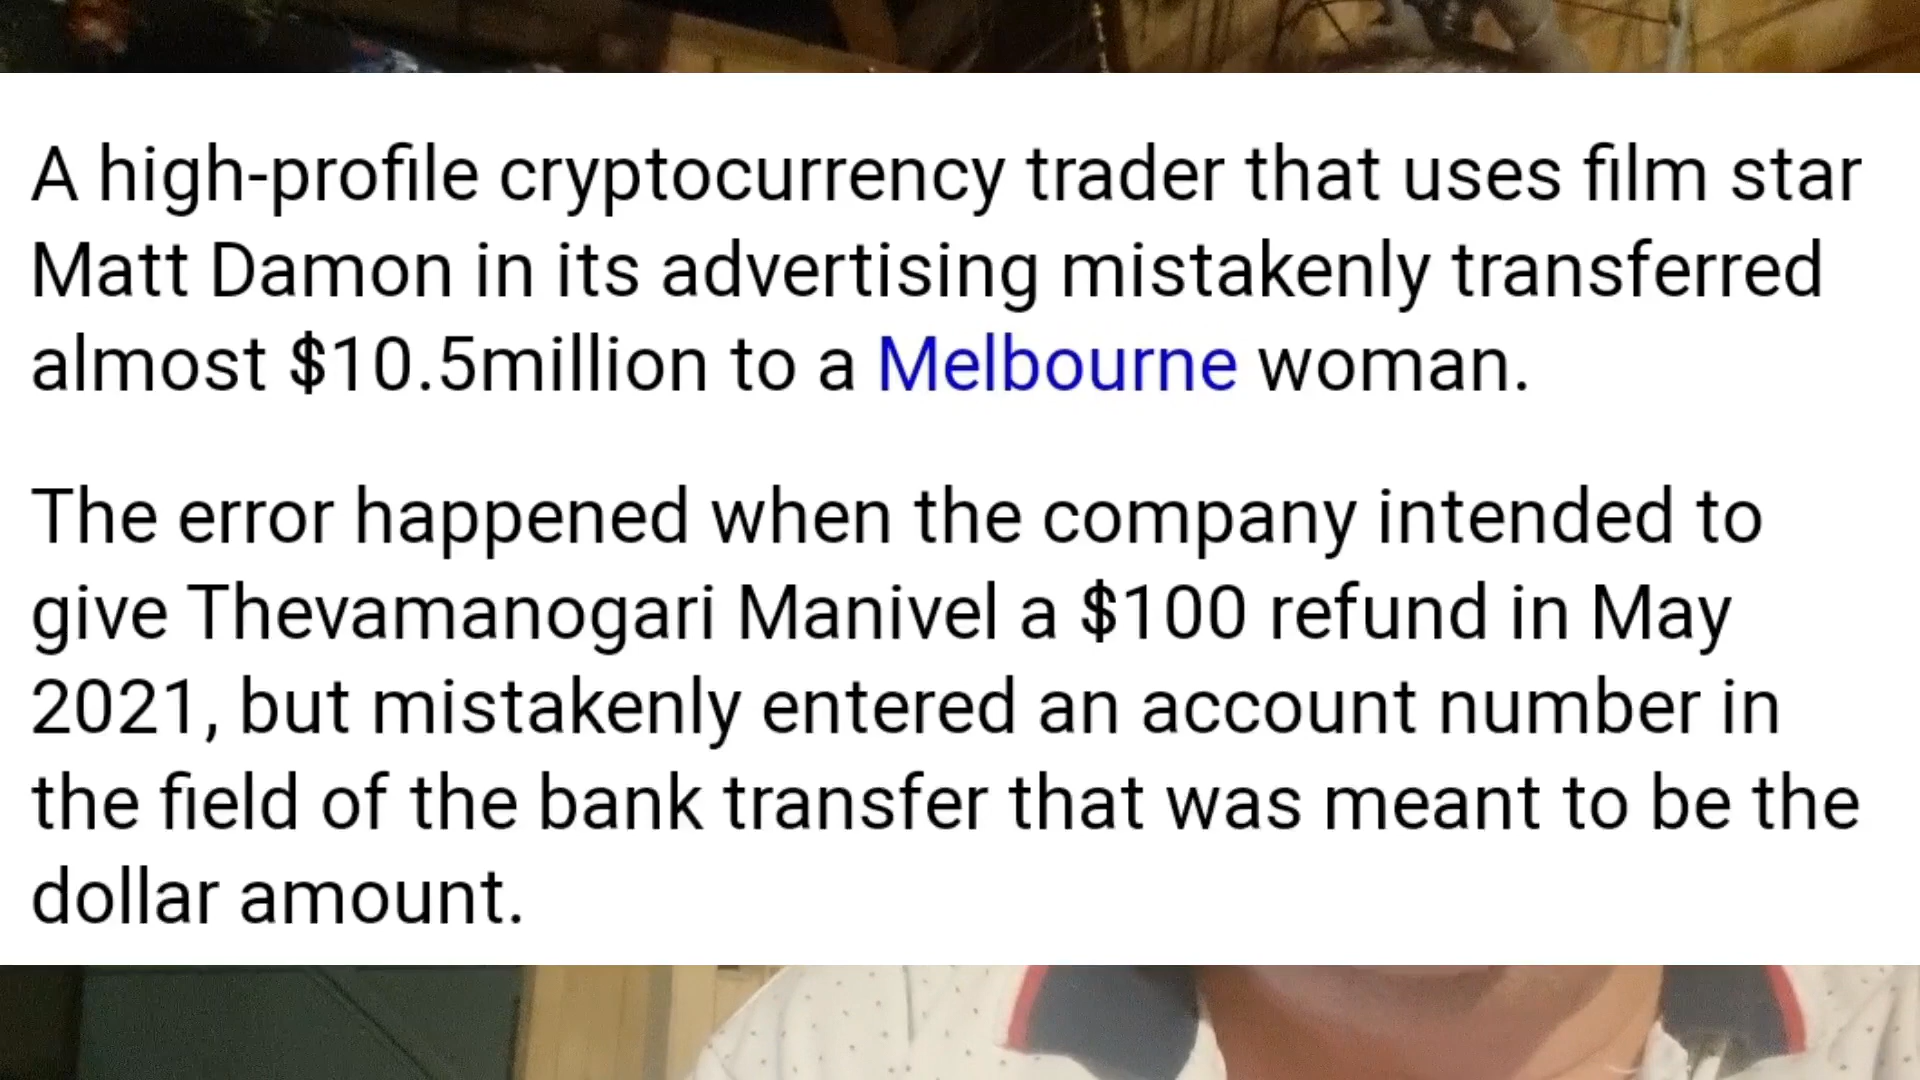 A high-profile cryptocurrency trader that uses film star
Matt Damon in its advertising mistakenly transferred
almost $10.5million to a Melbourne woman.
The error happened when the company intended to
give Thevamanogari Manivel a $100 refund in May
2021, but mistakenly entered an account number in
the field of the bank transfer that was meant to be the
dollar amount.